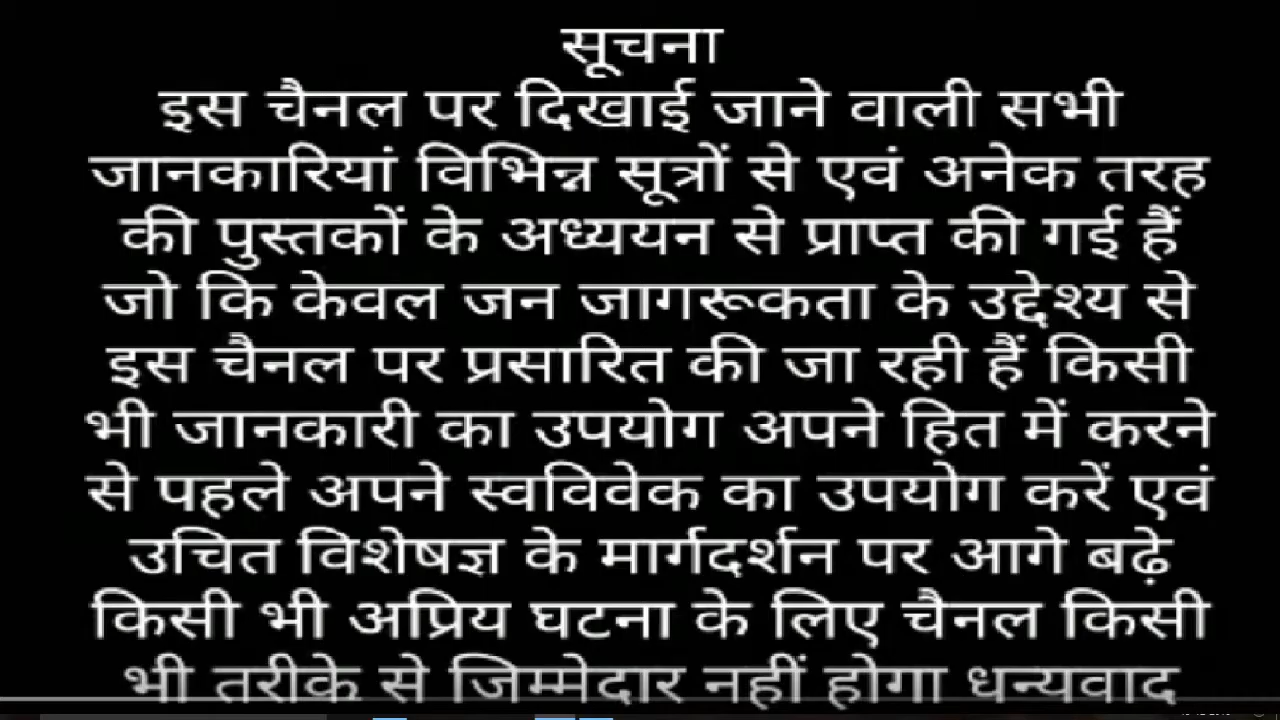 सूचना
इस चैनल पर दिखाई जाने वाली सभी
जानकारियां विभिन्न सूत्रों से एवं अनेक तरह
की पुस्तकों के अध्ययन से प्राप्त की गई हैं
जो कि केवल जन जागरूकता के उद्देश्य से
इस चैनल पर प्रसारित की जा रही हैं किसी
भी जानकारी का उपयोग अपने हित में करने
से पहले अपने स्वविवेक का उपयोग करें एवं
उचित विशेषज्ञ के मार्गदर्शन पर आगे बढ़े
किसी भी अप्रिय घटना के लिए चैनल किसी
भी तरीके से जिम्मेदार नहीं होगा धन्यवाद